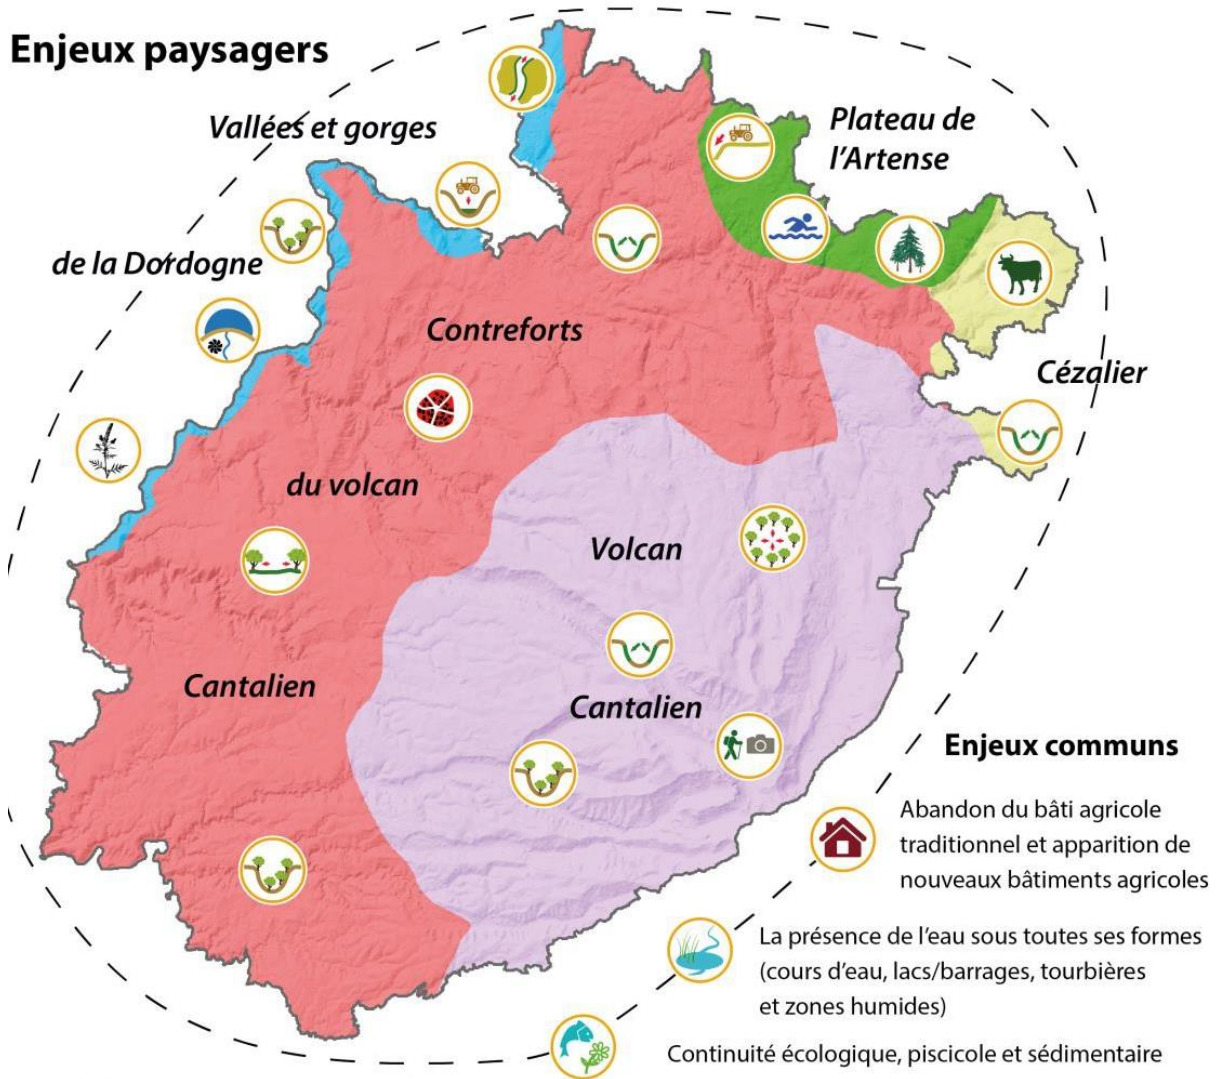 Enjeux paysagers
Vallées et gorges
de la Dordogne
Plateau de
l'Artense
Contreforts
du volcan
Cantalien
Cézalier
Volcan
Cantalien
Enjeux communs
Abandon du bâti agricole
traditionnel et apparition de
nouveaux bâtiments agricoles
La présence de l'eau sous toutes ses formes
(cours d'eau, lacs/barrages, tourbières
et zones humides)
Continuité écologique, piscicole et sédimentaire